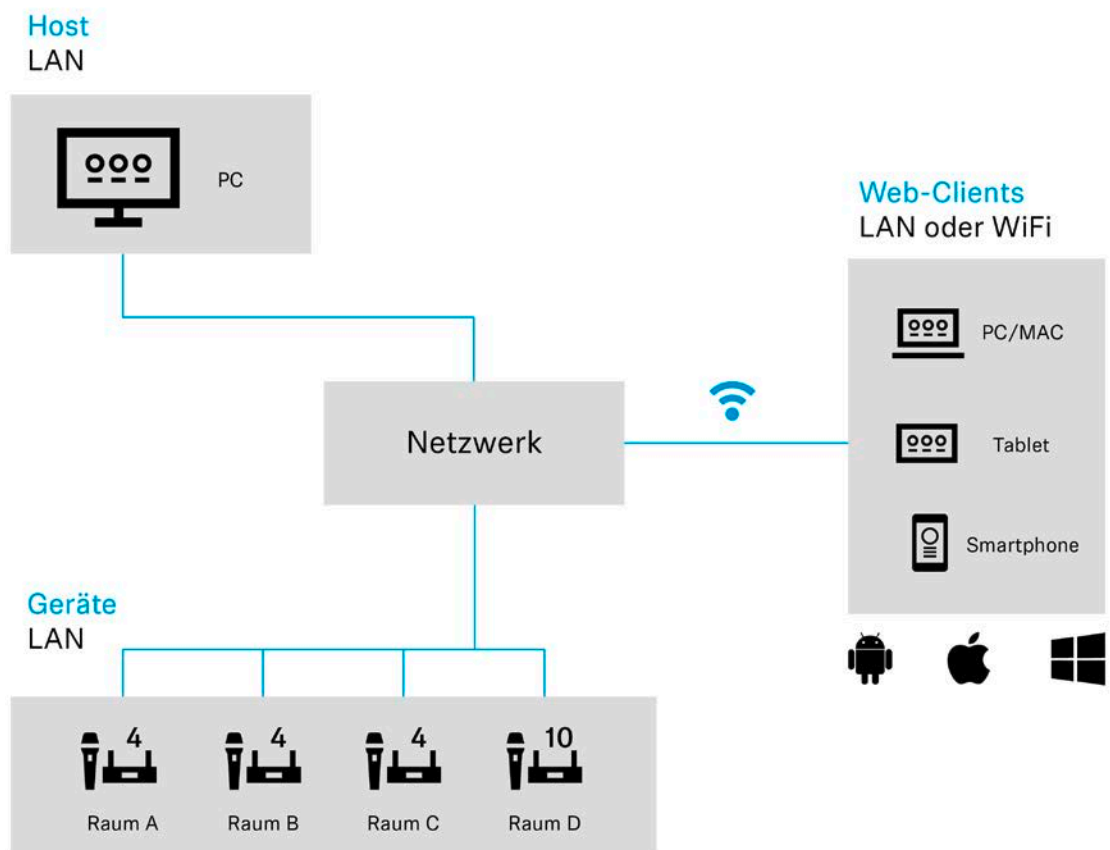 Host
LAN
PC
Web-Clients
LAN oder WiFi
PC/MAC
Netzwerk
Tablet
Smartphone
Geräte
LAN
4 4 4 10
Raum A Raum B Raum C Raum D